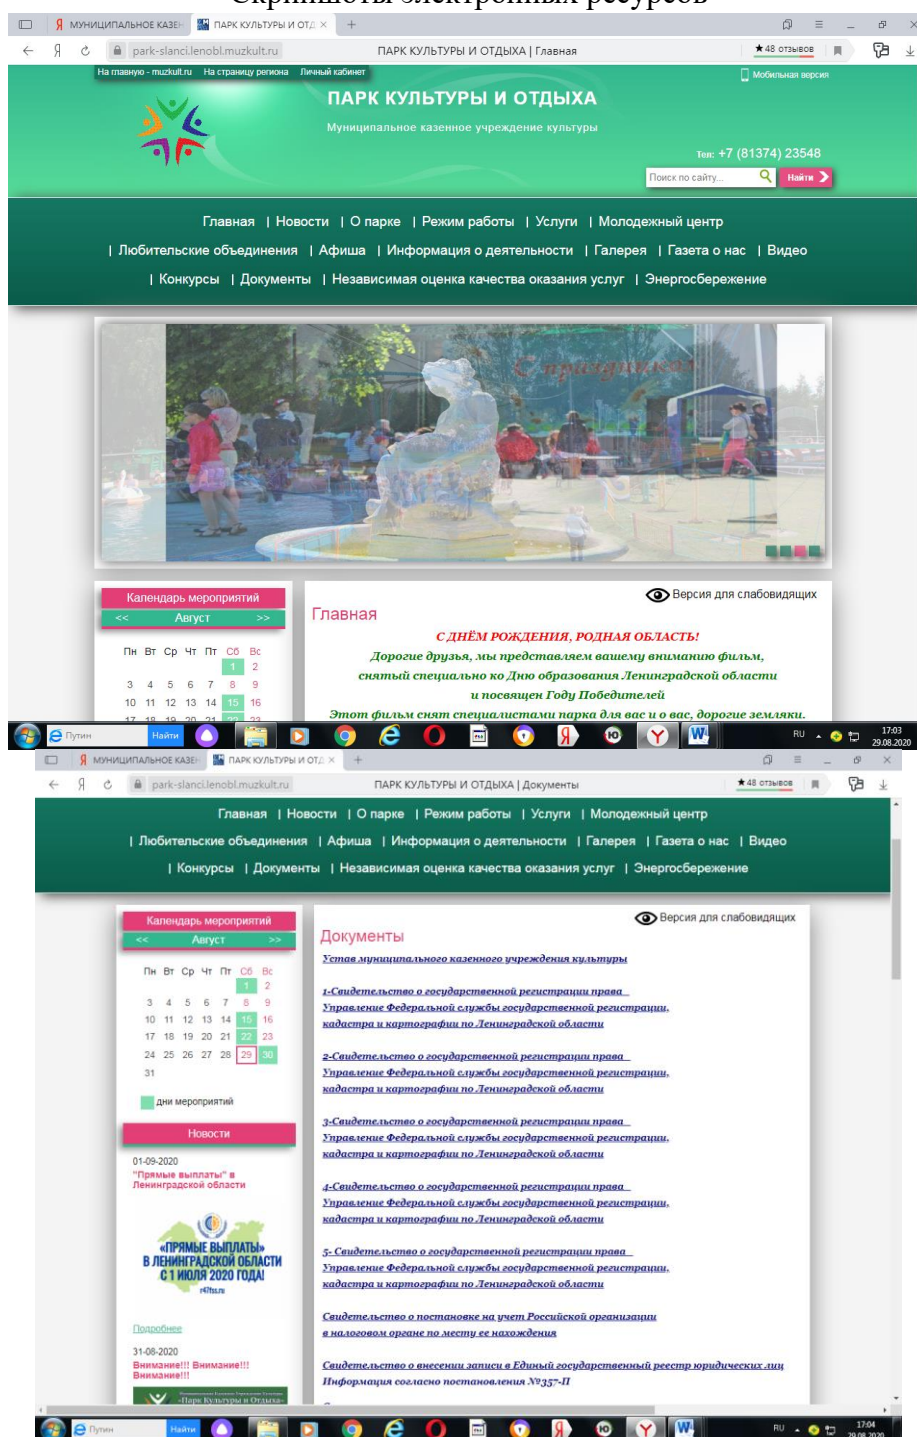 Скриншоты электронных ресурсов
МУНИЦИПАЛЬНОЕ КАЗЕН
ПАРК КУЛЬТУРЫ И ОТД
park-slanci.lenobl.muzkult.ru
ПАРК КУЛЬТУРЫ И ОТДЫХА | Главная
★48 отзывов
На главную - muzkult.ru На страницу региона Личный кабинет
Мобильная версия
ПАРК КУЛЬТУРЫ И ОТДЫХА
Муниципальное казенное учреждение культуры
Тел: +7 (81374) 23548
Поиск по сайту... Найти
Главная | Новости | О парке | Режим работы | Услуги | Молодежный центр
| Любительские объединения | Афиша | Информация о деятельности | Галерея | Газета о нас | Видео
| Конкурсы | Документы | Независимая оценка качества оказания услуг | Энергосбережение
С праздником
Календарь мероприятий
<< Август >>
Пн Вт Ср Чт Пт Сб Вс
1 2
3 4 5 6 7 8 9
10 11 12 13 14 15 16
17 18 19 20 21 22 23
Версия для слабовидящих
Главная
С ДНЁМ РОЖДЕНИЯ, РОДНАЯ ОБЛАСТЬ!
Дорогие друзья, мы представляем вашему вниманию фильм,
снятый специально ко Дню образования Ленинградской области
и посвящен Году Победителей
Этот фильм снят специалистами парка для вас и о вас, дорогие земляки.
Путин Найти
RU 17:03
29.08.2020
МУНИЦИПАЛЬНОЕ КАЗЕ
ПАРК КУЛЬТУРЫ И ОТД
park-slanci.lenobl.muzkult.ru
ПАРК КУЛЬТУРЫ И ОТДЫХА | Документы
★48 отзывов
Главная | Новости | О парке | Режим работы | Услуги | Молодежный центр
| Любительские объединения | Афиша | Информация о деятельности | Галерея | Газета о нас | Видео
| Конкурсы | Документы | Независимая оценка качества оказания услуг | Энергосбережение
Календарь мероприятий
<< Август >>
Пн Вт Ср Чт Пт Сб Вс
1 2
3 4 5 6 7 8 9
10 11 12 13 14 15 16
17 18 19 20 21 22 23
24 25 26 27 28 29 30
31
дни мероприятий
Новости
01-09-2020
"Прямые выплаты" в
Ленинградской области
«ПРЯМЫЕ ВЫПЛАТЫ»
В ЛЕНИНГРАДСКОЙ ОБЛАСТИ
С 1 ИЮЛЯ 2020 ГОДА!
r47fss.ru
Подробнее
31-08-2020
Внимание!!! Внимание!!!
Внимание!!!
Муниципальное Казенное Учреждение Культуры
«Парк Культуры и Отдыха»
Версия для слабовидящих
Документы
Устав муниципального казенного учреждения культуры
1-Свидетельство о государственной регистрации права
Управление Федеральной службы государственной регистрации,
кадастра и картографии по Ленинградской области
2-Свидетельство о государственной регистрации права
Управление Федеральной службы государственной регистрации,
кадастра и картографии по Ленинградской области
3-Свидетельство о государственной регистрации права
Управление Федеральной службы государственной регистрации,
кадастра и картографии по Ленинградской области
4-Свидетельство о государственной регистрации права
Управление Федеральной службы государственной регистрации,
кадастра и картографии по Ленинградской области
5- Свидетельство о государственной регистрации права
Управление Федеральной службы государственной регистрации,
кадастра и картографии по Ленинградской области
Свидетельство о постановке на учет Российской организации
в налоговом органе по месту ее нахождения
Свидетельство о внесении записи в Единый государственный реестр юридических лиц
Информация согласно постановления №357-П
Путин Найти
RU 17:04
29.08.2020